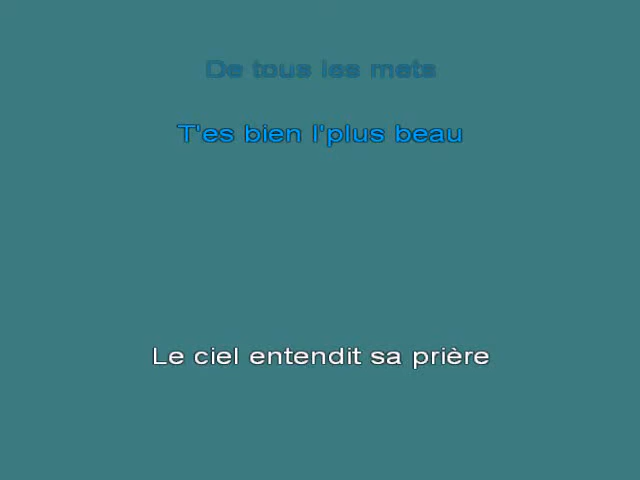 De tous les mets
T'es bien l'plus beau
Le ciel entendit sa prière